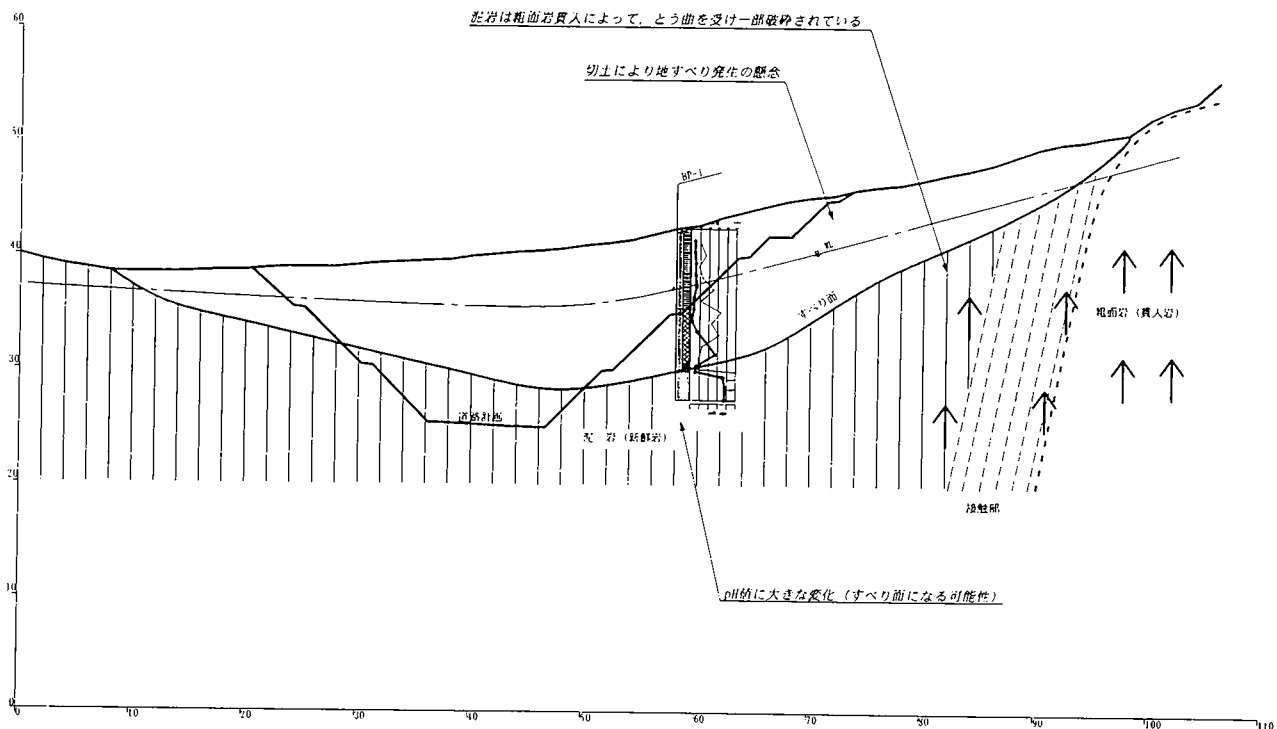 60
泥岩は粗面岩貫入によって，とう曲を受け一部破砕されている
切土により地すべり発生の懸念
50
BP-1
40
すべり面
粗面岩（貫入岩）
30
道路計画
泥 岩（新鮮岩）
20
接触部
10
pH値に大きな変化（すべり面になる可能性）
0
0
10
20
30
40
50
60
70
80
90
100
110